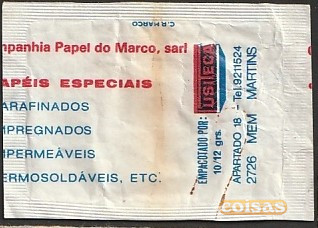 C.R MARCO
mpanhia Papel do Marco, sarl
APÉIS ESPECIAIS
ARAFINADOS
MPREGNADOS
MPERMEÁVEIS
ERMOSOLDÁVEIS, ETC.
USIECA
EMPACOTADO POR:
10/12 grs.
APARTADO 18 - Tel.9211524
2726 MEM MARTINS
coisas